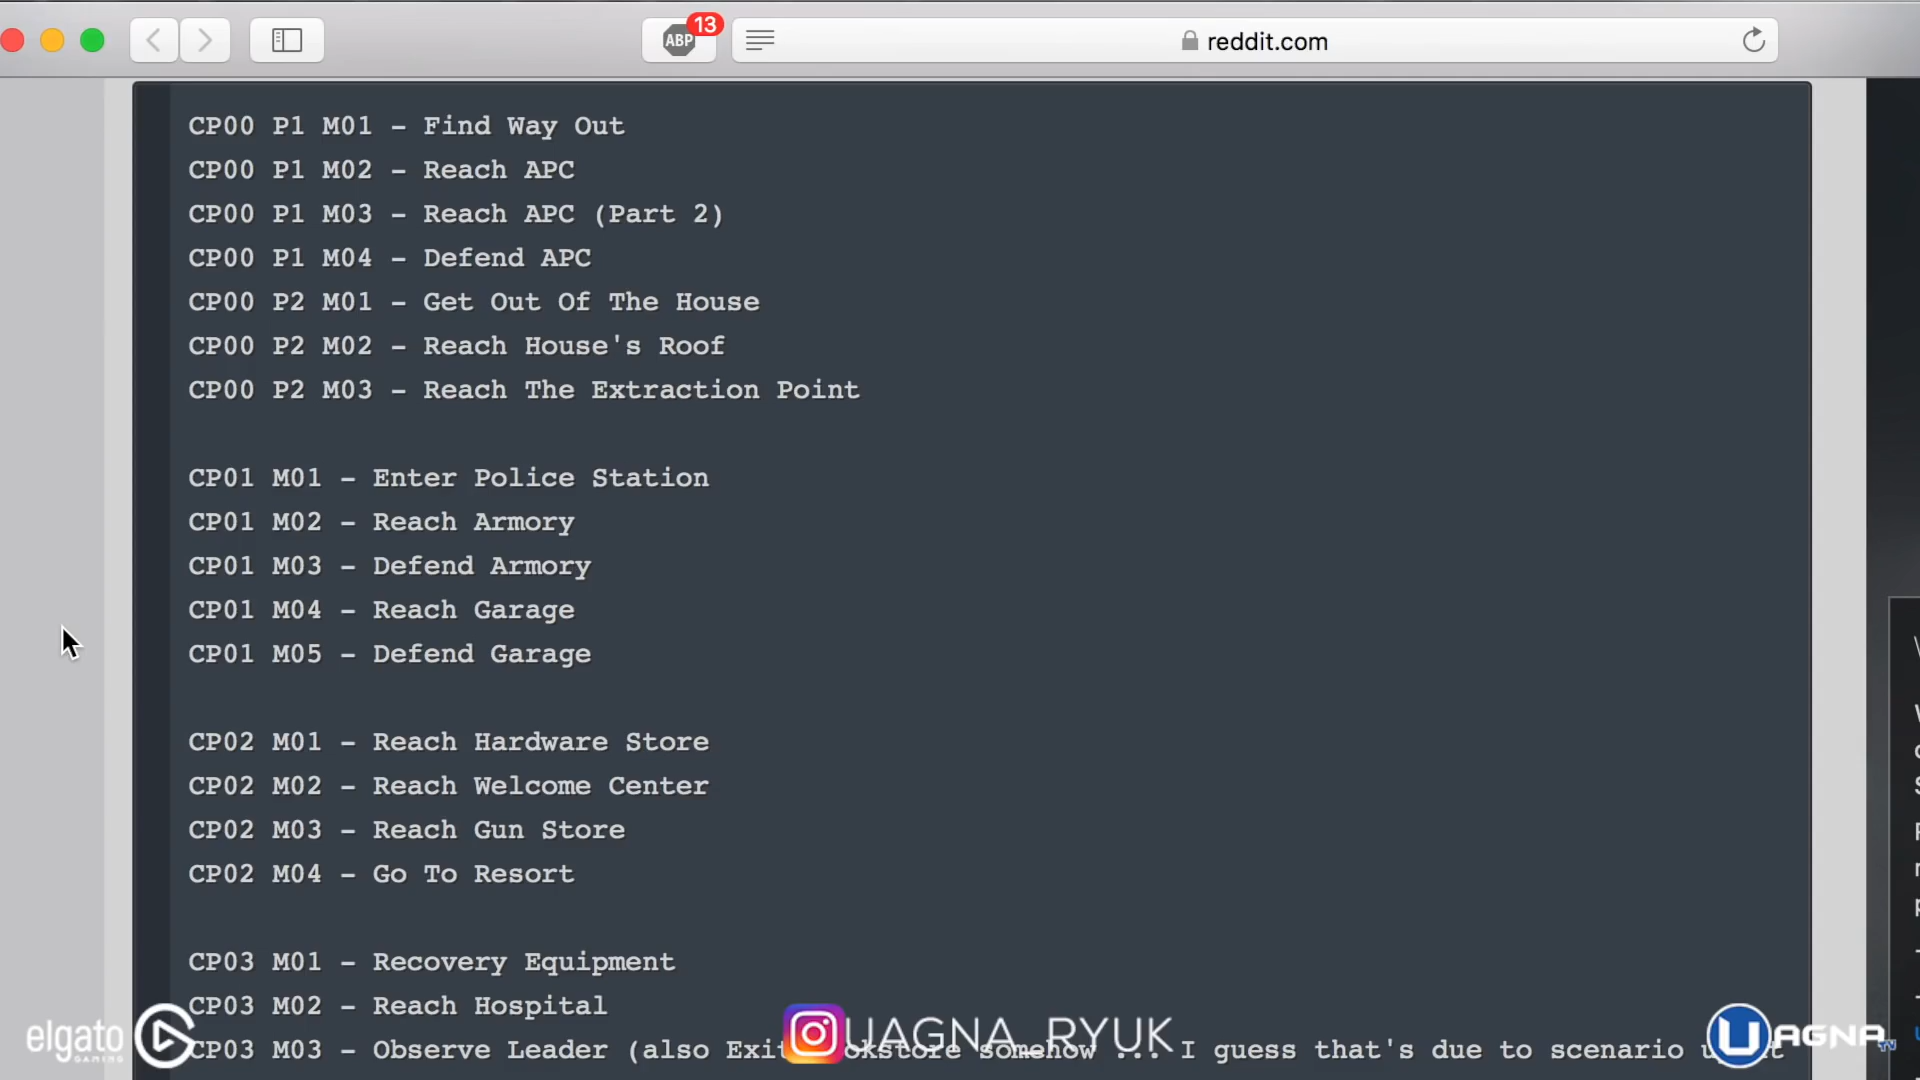 ABP
13
reddit.com
CP00 P1 M01 – Find Way Out
CP00 P1 M02 – Reach APC
CP00 P1 M03 – Reach APC (Part 2)
CP00 P1 M04 – Defend APC
CP00 P2 M01 – Get Out Of The House
CP00 P2 M02 – Reach House's Roof
CP00 P2 M03 – Reach The Extraction Point
CP01 M01 – Enter Police Station
CP01 M02 – Reach Armory
CP01 M03 – Defend Armory
CP01 M04 – Reach Garage
CP01 M05 – Defend Garage
CP02 M01 – Reach Hardware Store
CP02 M02 – Reach Welcome Center
CP02 M03 – Reach Gun Store
CP02 M04 – Go To Resort
CP03 M01 – Recovery Equipment
CP03 M02 – Reach Hospital
CP03 M03 – Observe Leader (also Exit somehow ... I guess that's due to scenario
elgato
GAMING
UAGNA_RYUK
UAGNA TV